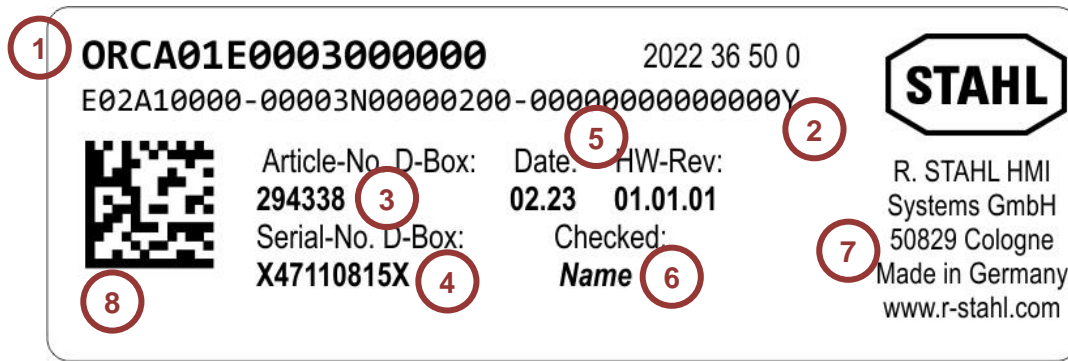 1 ORCA01E0003000000 2022 36 50 0
E02A10000-00003N00000200-00000000000000Y 2
STAHL
5
Article-No. D-Box: Date: HW-Rev:
294338 3 02.23 01.01.01
Serial-No. D-Box: Checked:
X47110815X 4 Name 6
8
R. STAHL HMI
Systems GmbH
50829 Cologne
7 Made in Germany
www.r-stahl.com